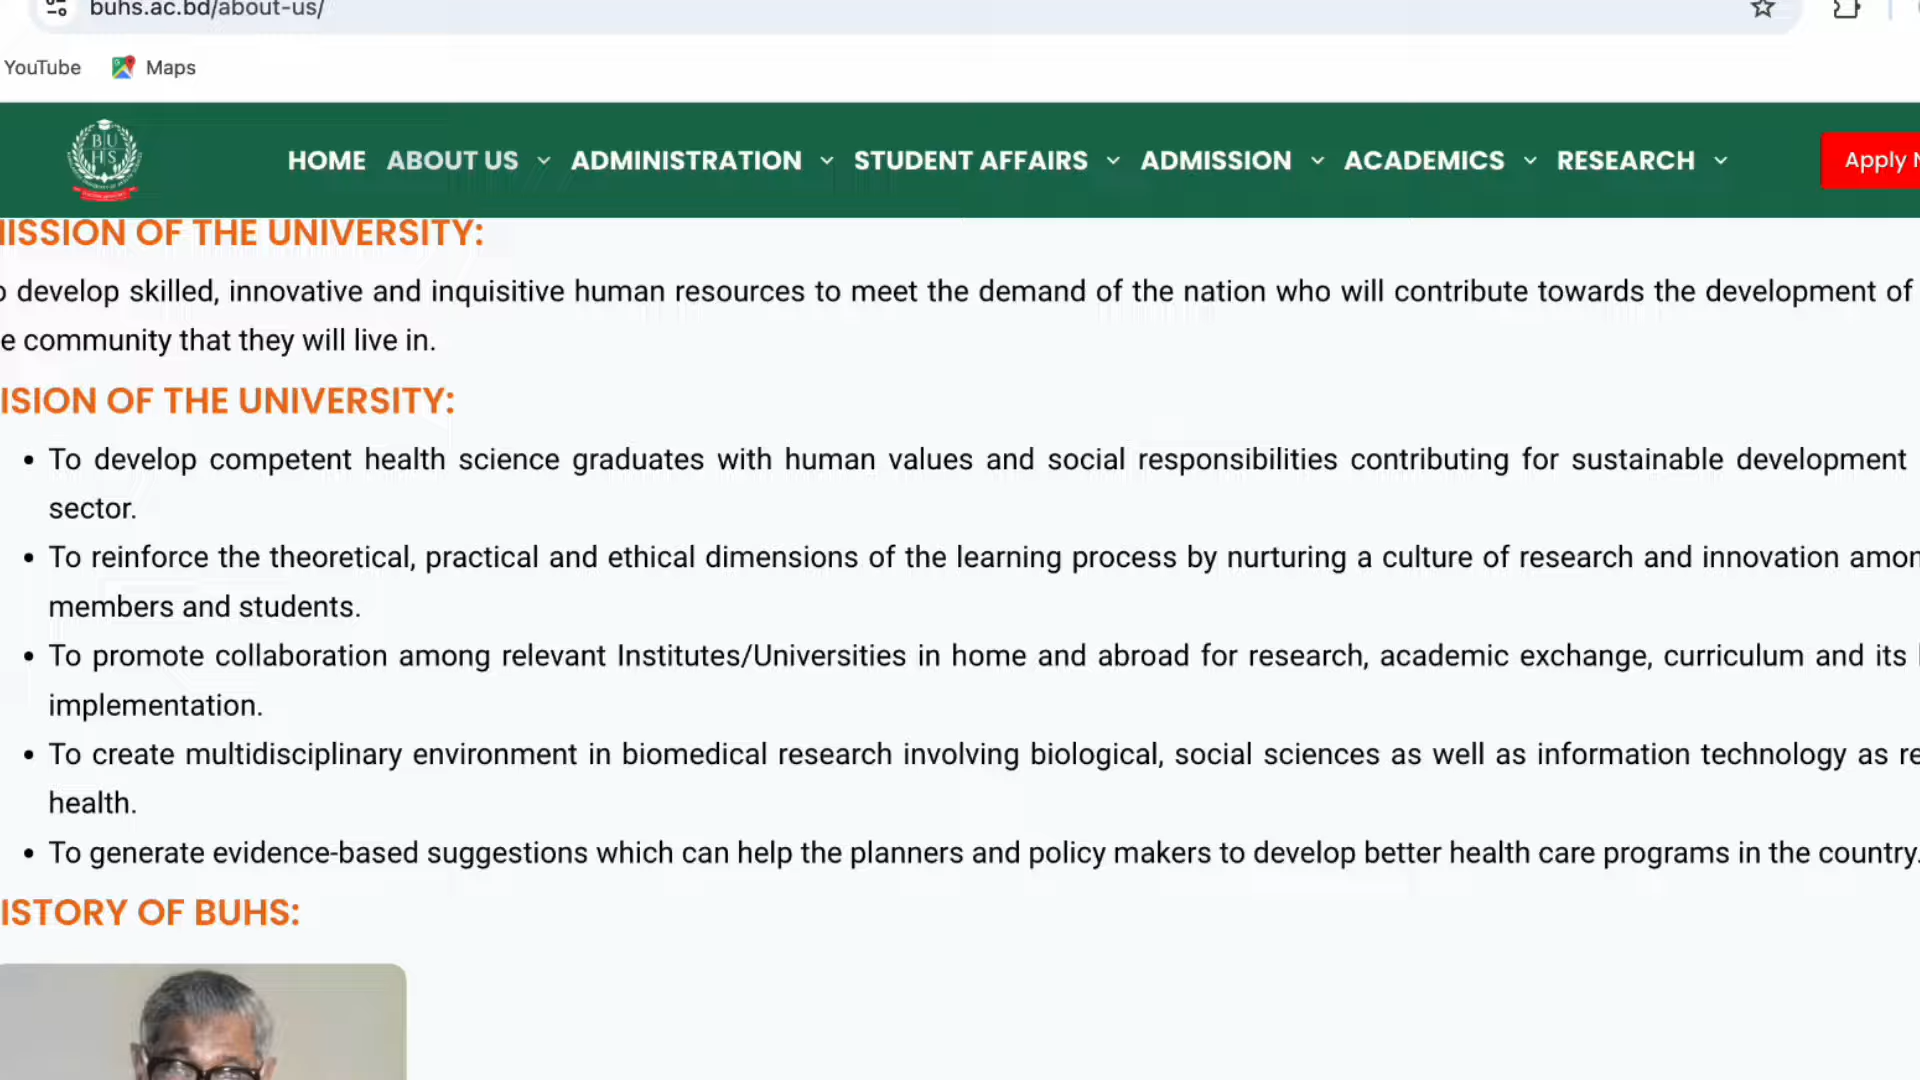 buhs.ac.bd/about-us/
YouTube Maps
BU
HS
HOME ABOUT US ADMINISTRATION STUDENT AFFAIRS ADMISSION ACADEMICS RESEARCH Apply
ISSION OF THE UNIVERSITY:
o develop skilled, innovative and inquisitive human resources to meet the demand of the nation who will contribute towards the development of
e community that they will live in.
ISION OF THE UNIVERSITY:
• To develop competent health science graduates with human values and social responsibilities contributing for sustainable development
sector.
• To reinforce the theoretical, practical and ethical dimensions of the learning process by nurturing a culture of research and innovation amon
members and students.
• To promote collaboration among relevant Institutes/Universities in home and abroad for research, academic exchange, curriculum and its
implementation.
• To create multidisciplinary environment in biomedical research involving biological, social sciences as well as information technology as re
health.
• To generate evidence-based suggestions which can help the planners and policy makers to develop better health care programs in the country.
ISTORY OF BUHS: